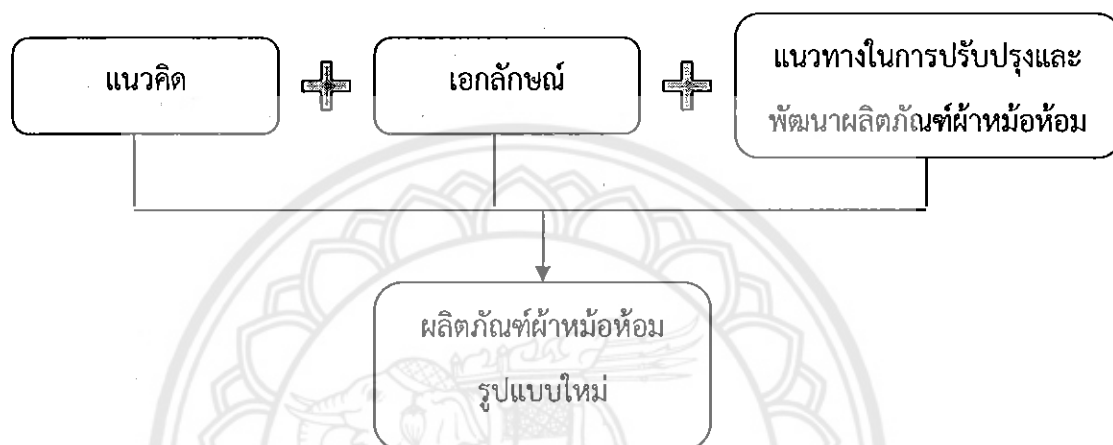 แนวคิด
เอกลักษณ์
แนวทางในการปรับปรุงและ
พัฒนาผลิตภัณฑ์ผ้าหม้อห้อม
ผลิตภัณฑ์ผ้าหม้อห้อม
รูปแบบใหม่